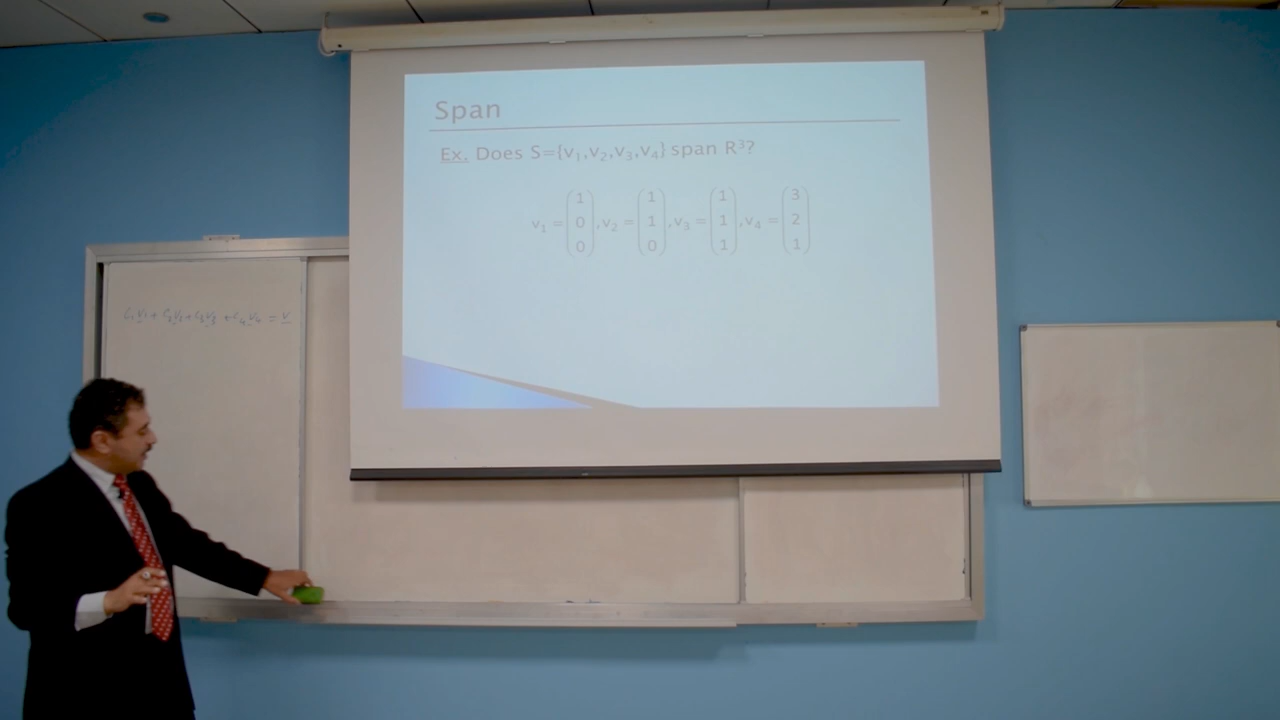 Span
Ex. Does S={v₁,v₂,v₃,v₄} span R³?
v₁ = (1 0 0), v₂ = (1 1 0), v₃ = (1 1 1), v₄ = (3 2 1)
c₁v₁ + c₂v₂ + c₃v₃ + c₄v₄ = v